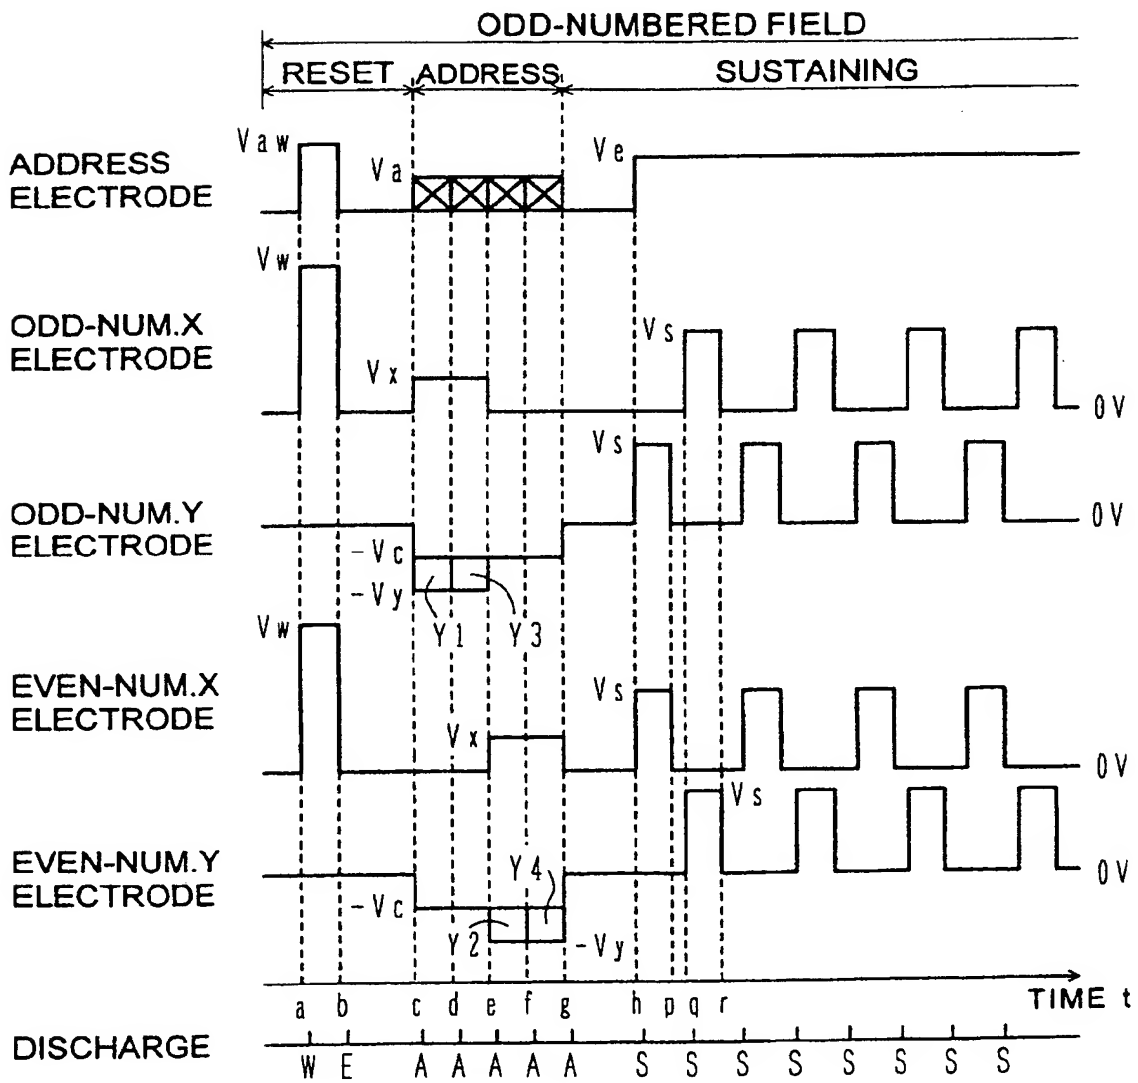 ODD-NUMBERED FIELD
RESET ADDRESS SUSTAINING
Vaw
Va
Ve
ADDRESS
ELECTRODE
Vw
ODD-NUM.X
ELECTRODE
Vx
Vs
0V
Vs
ODD-NUM.Y
ELECTRODE
0V
-Vc
-Vy
Y1 Y3
Vw
EVEN-NUM.X
ELECTRODE
Vs
Vx
0V
Vs
EVEN-NUM.Y
ELECTRODE
Y4
0V
-Vc
Y2
-Vy
a b c d e f g h p q r
TIME t
DISCHARGE
W E A A A A A S S S S S S S S